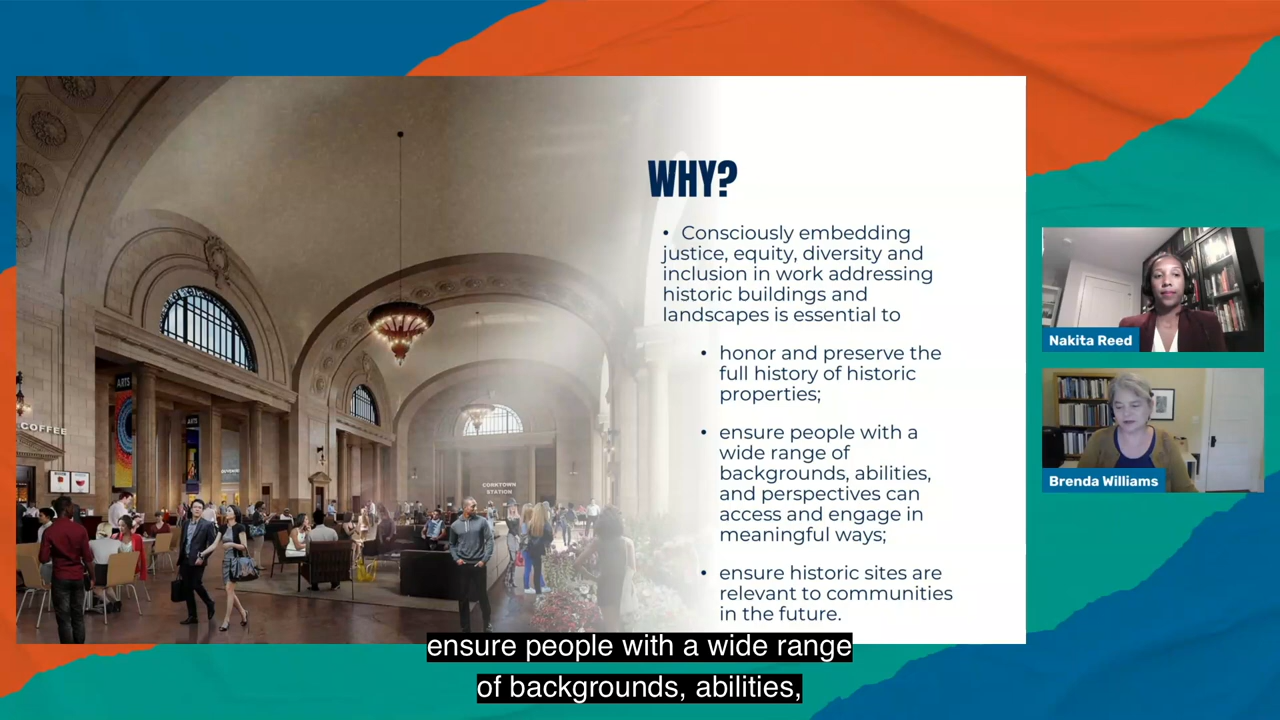 WHY?
• Consciously embedding
justice, equity, diversity and
inclusion in work addressing
historic buildings and
landscapes is essential to
• honor and preserve the
full history of historic
properties;
• ensure people with a
wide range of
backgrounds, abilities,
and perspectives can
access and engage in
meaningful ways;
• ensure historic sites are
relevant to communities
in the future.
ARTS
ARTS
COFFEE
CORKTOWN
STATION
Nakita Reed
Brenda Williams
ensure people with a wide range
of backgrounds, abilities,